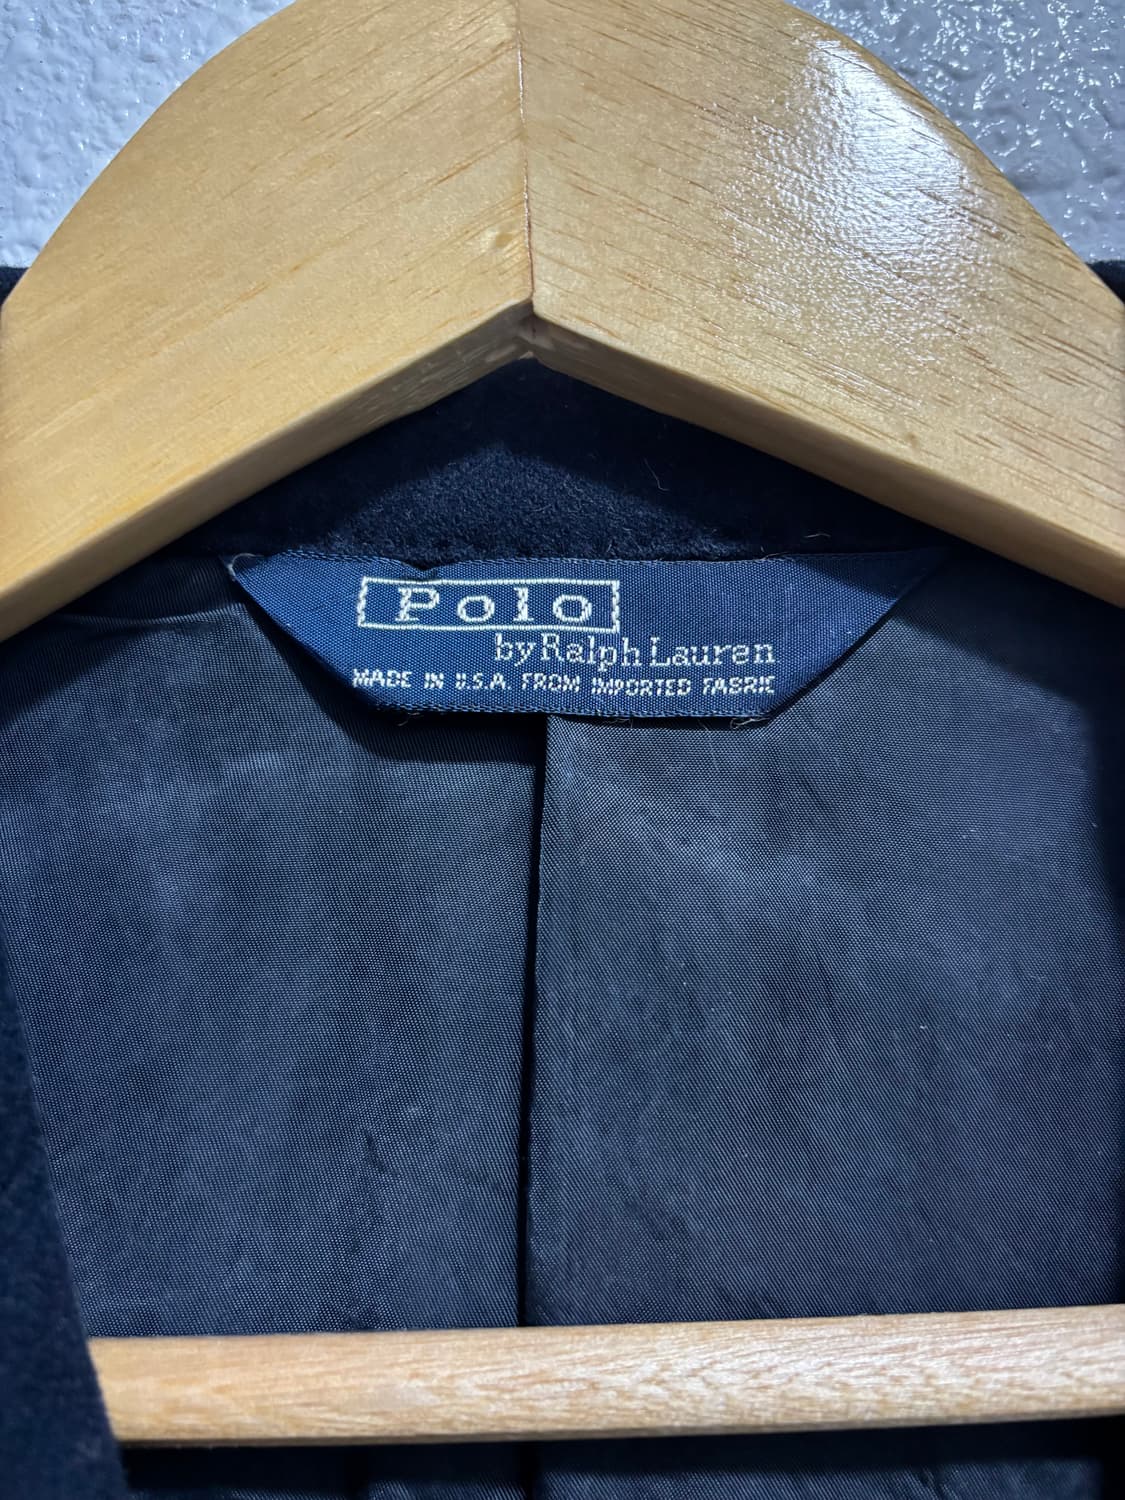 Polo
by Ralph Lauren
MADE IN U.S.A. FROM IMPORTED FABRIC